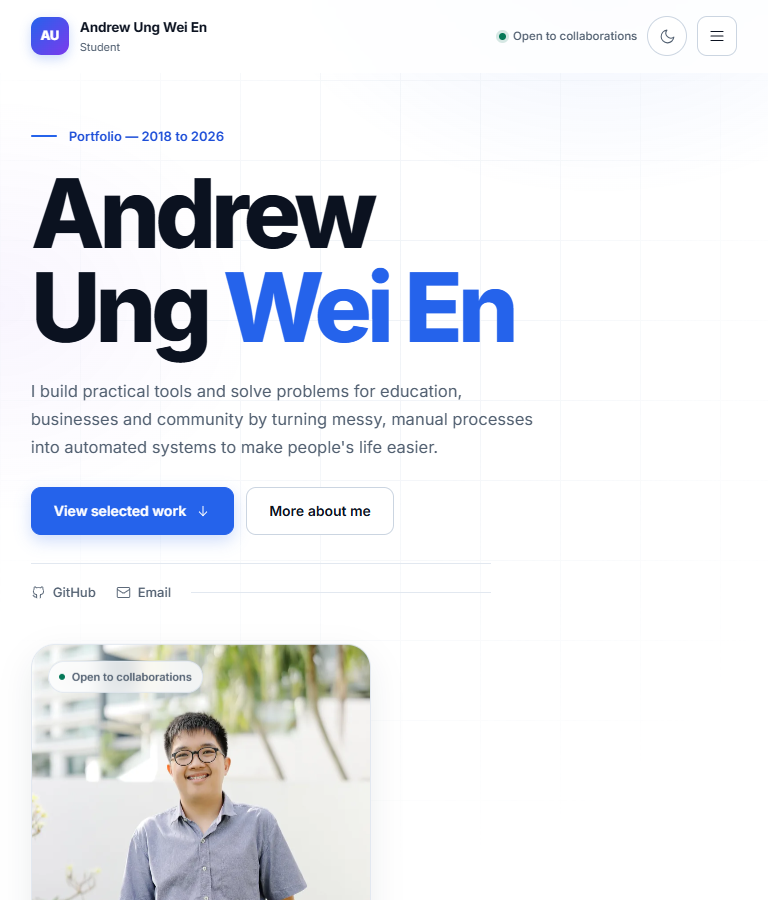 AU
Andrew Ung Wei En
Student
Open to collaborations
Portfolio — 2018 to 2026
Andrew
Ung Wei En
I build practical tools and solve problems for education,
businesses and community by turning messy, manual processes
into automated systems to make people's life easier.
View selected work ↓
More about me
GitHub
Email
Open to collaborations